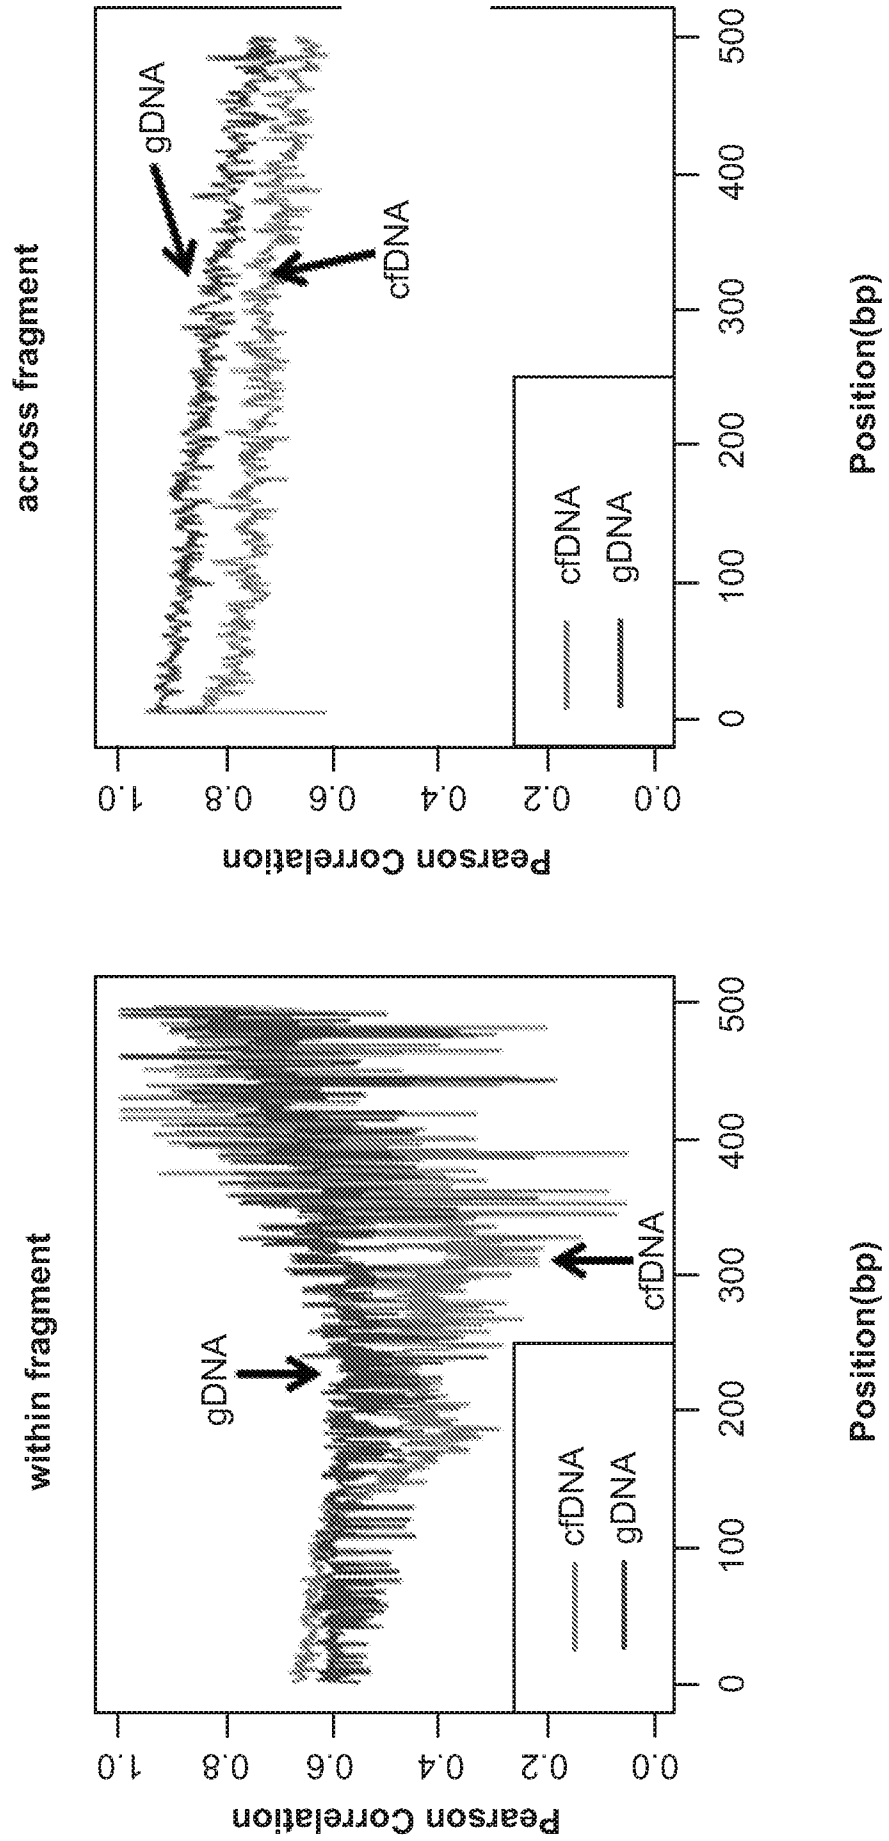 within fragment
Pearson Correlation
1.0
0.8
0.6
0.4
0.2
0.0
gDNA
cfDNA
cfDNA
gDNA
0 100 200 300 400 500
Position(bp)
across fragment
Pearson Correlation
1.0
0.8
0.6
0.4
0.2
0.0
gDNA
cfDNA
cfDNA
gDNA
0 100 200 300 400 500
Position(bp)